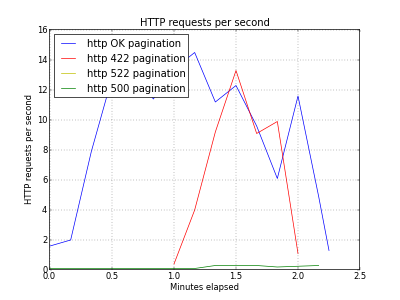 HTTP requests per second
16
14
12
10
8
6
4
2
0
HTTP requests per second
http OK pagination
http 422 pagination
http 522 pagination
http 500 pagination
0.0 0.5 1.0 1.5 2.0 2.5
Minutes elapsed